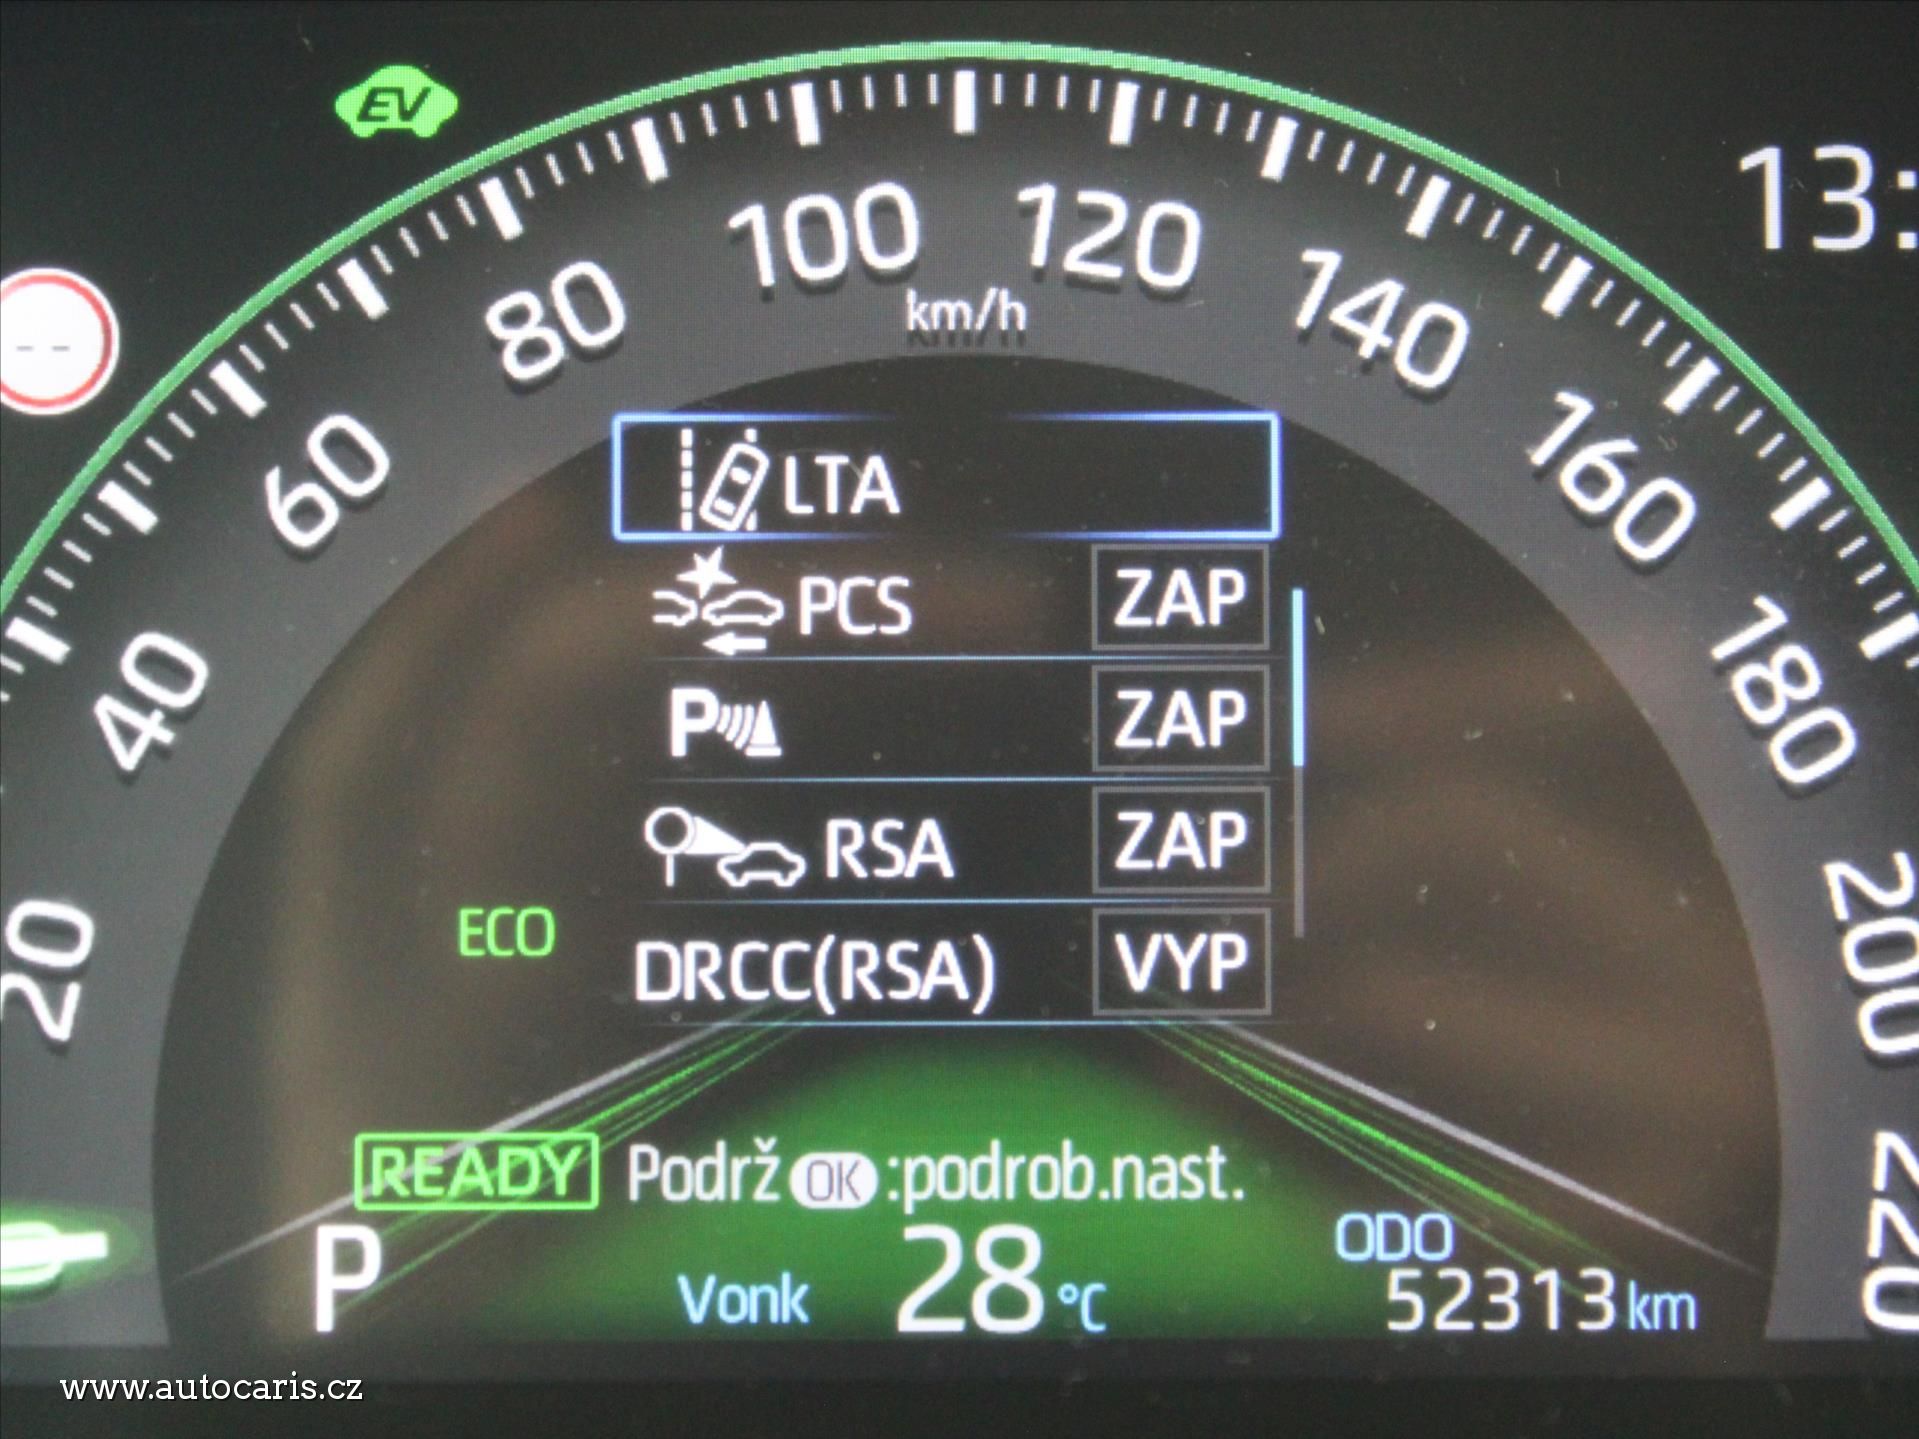 EV
13:
100
120
80
140
km/h
--
60
160
LTA
PCS ZAP
40
180
P ZAP
RSA ZAP
20
200
ECO
DRCC(RSA) VYP
READY
Podrž OK :podrob.nast.
220
P
Vonk 28 °C
ODO
52313 km
www.autocaris.cz